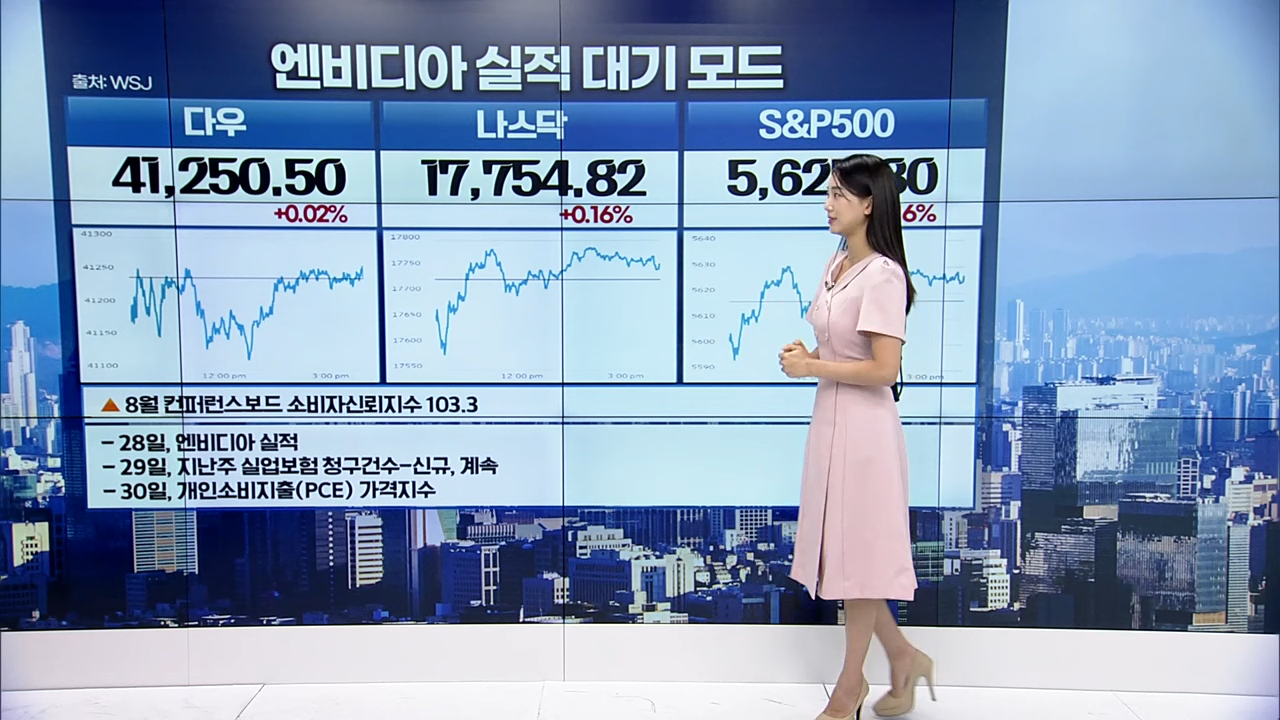 엔비디아 실적 대기 모드
출처: WSJ
다우
나스닥
S&P500
41,250.50
17,754.82
+0.02%
+0.16%
6%
41300
41250
41200
41150
41100
12:00 pm
3:00 pm
17800
17750
17700
17650
17600
17550
12:00 pm
3:00 pm
5640
5630
5620
5610
5600
5590
3:00 pm
▲ 8월 컨퍼런스보드 소비자신뢰지수 103.3
- 28일, 엔비디아 실적
- 29일, 지난주 실업보험 청구건수-신규, 계속
- 30일, 개인소비지출(PCE) 가격지수